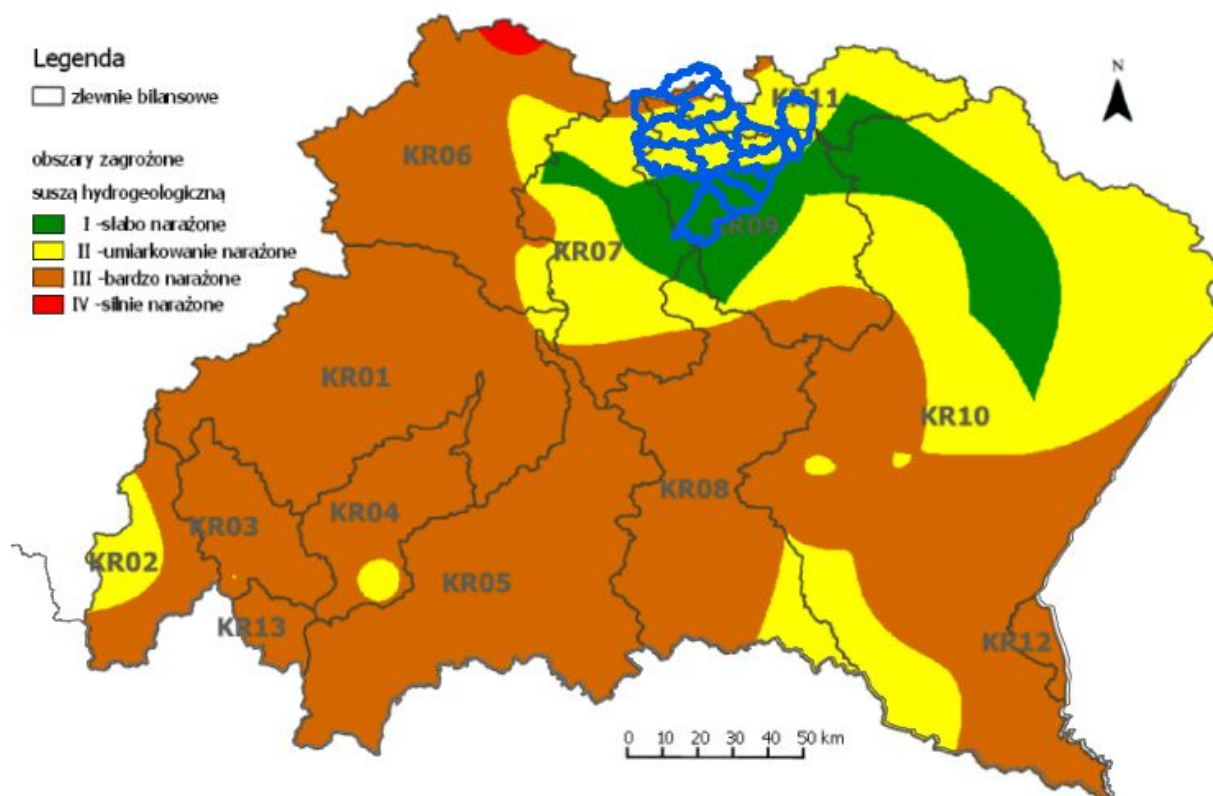 Legenda
zlewnie bilansowe
obszary zagrożone
suszą hydrogeologiczną
I -słabo narażone
II -umiarkowanie narażone
III -bardzo narażone
IV -silnie narażone
N
KR11
KR06
KR07
R09
KR01
KR10
KR08
KR04
KR03
KR02
KR05
KR13
KR12
0 10 20 30 40 50 km